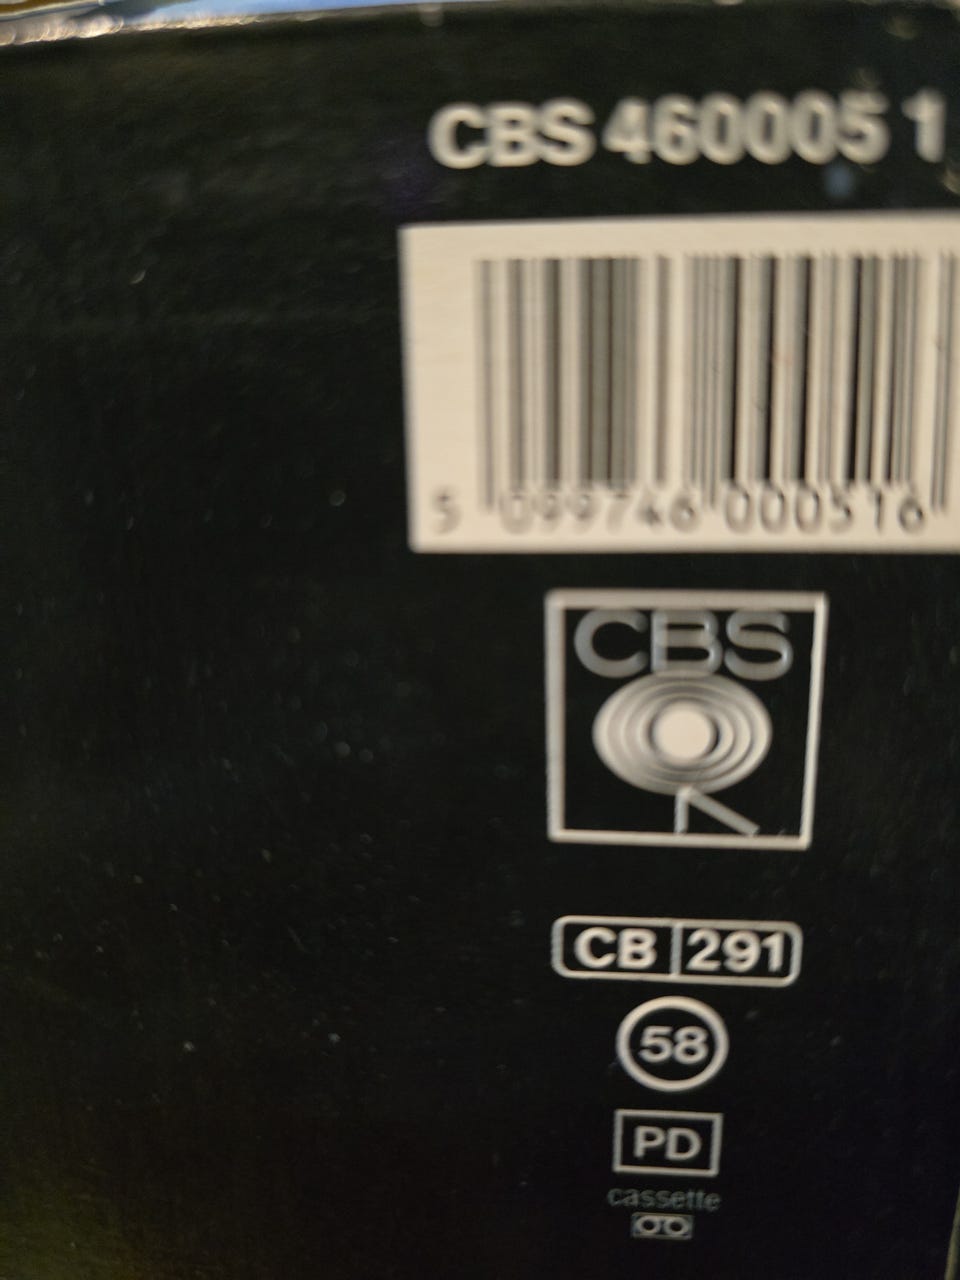 CBS 460005 1
5 099746 000516
CBS
CB 291
58
PD
cassette